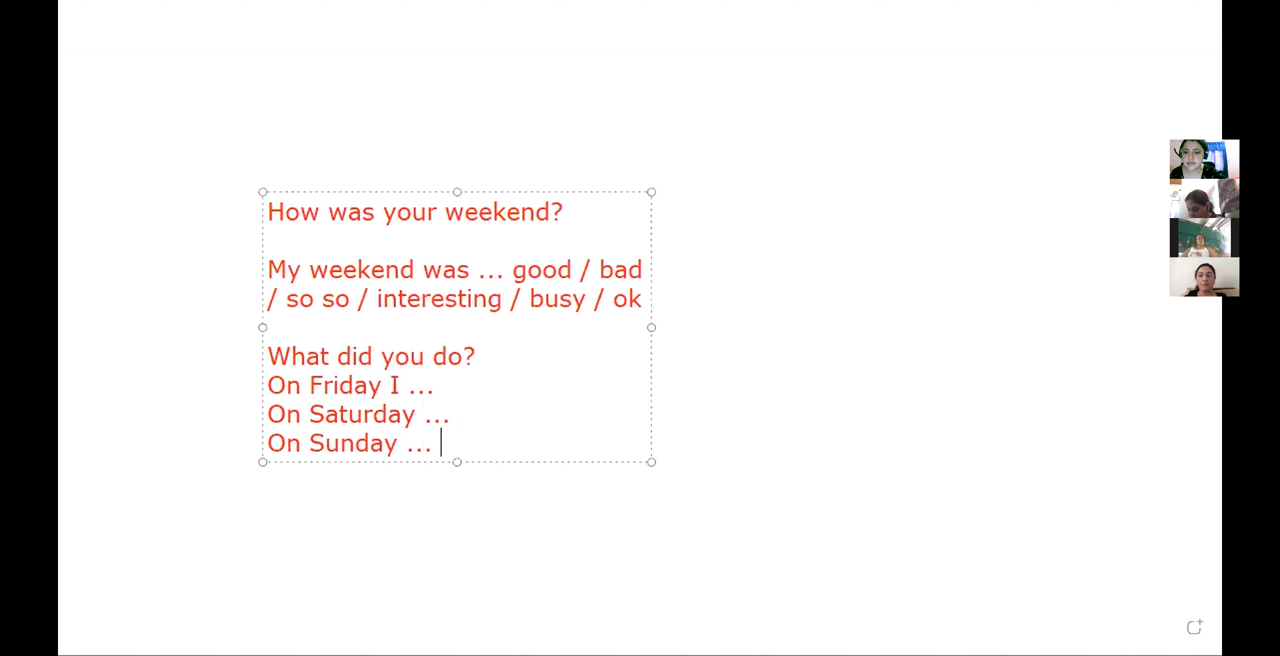 How was your weekend?
My weekend was ... good / bad
/ so so / interesting / busy / ok
What did you do?
On Friday I ...
On Saturday ...
On Sunday ...